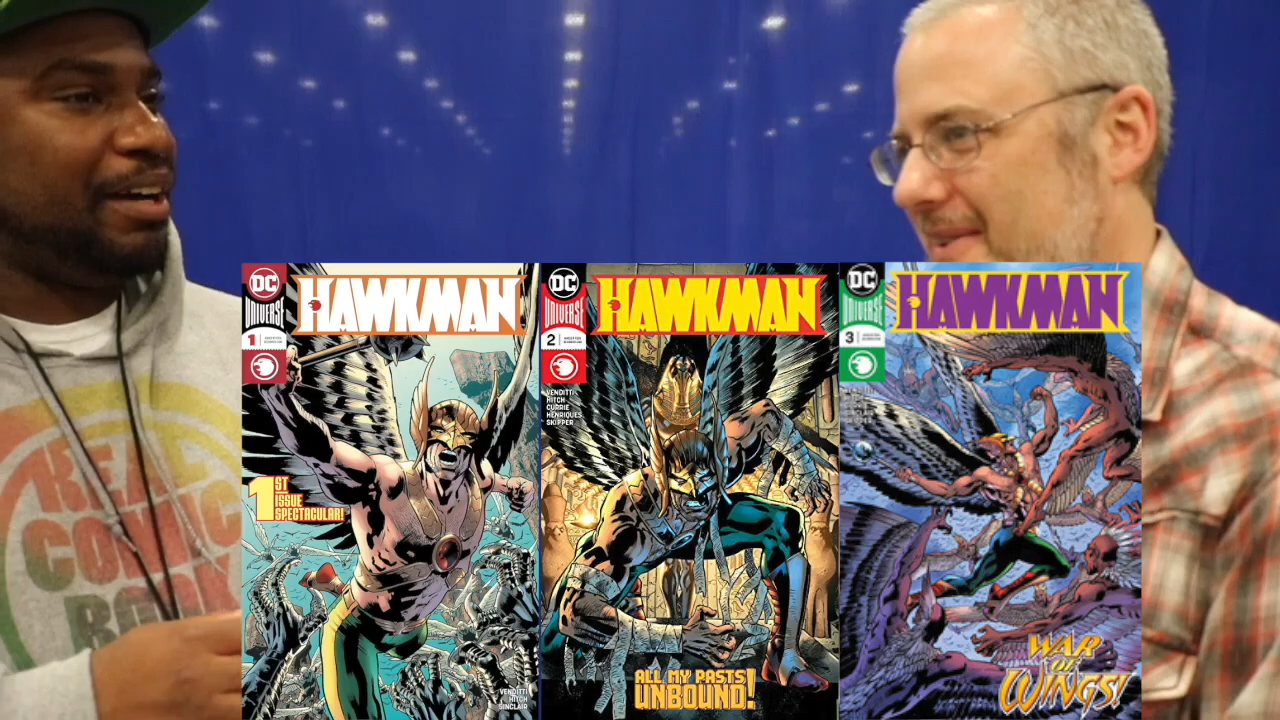 REAL
COMIC
BOOK
DC
UNIVERSE
1
HAWKMAN
1ST
ISSUE
SPECTACULAR!
VENDITTI
HITCH
SINCLAIR
DC
UNIVERSE
2
HAWKMAN
VENDITTI
HITCH
CURRIE
HENRIQUES
SKIPPER
ALL MY PASTS
UNBOUND!
DC
UNIVERSE
3
HAWKMAN
WAR
OF
WINGS!